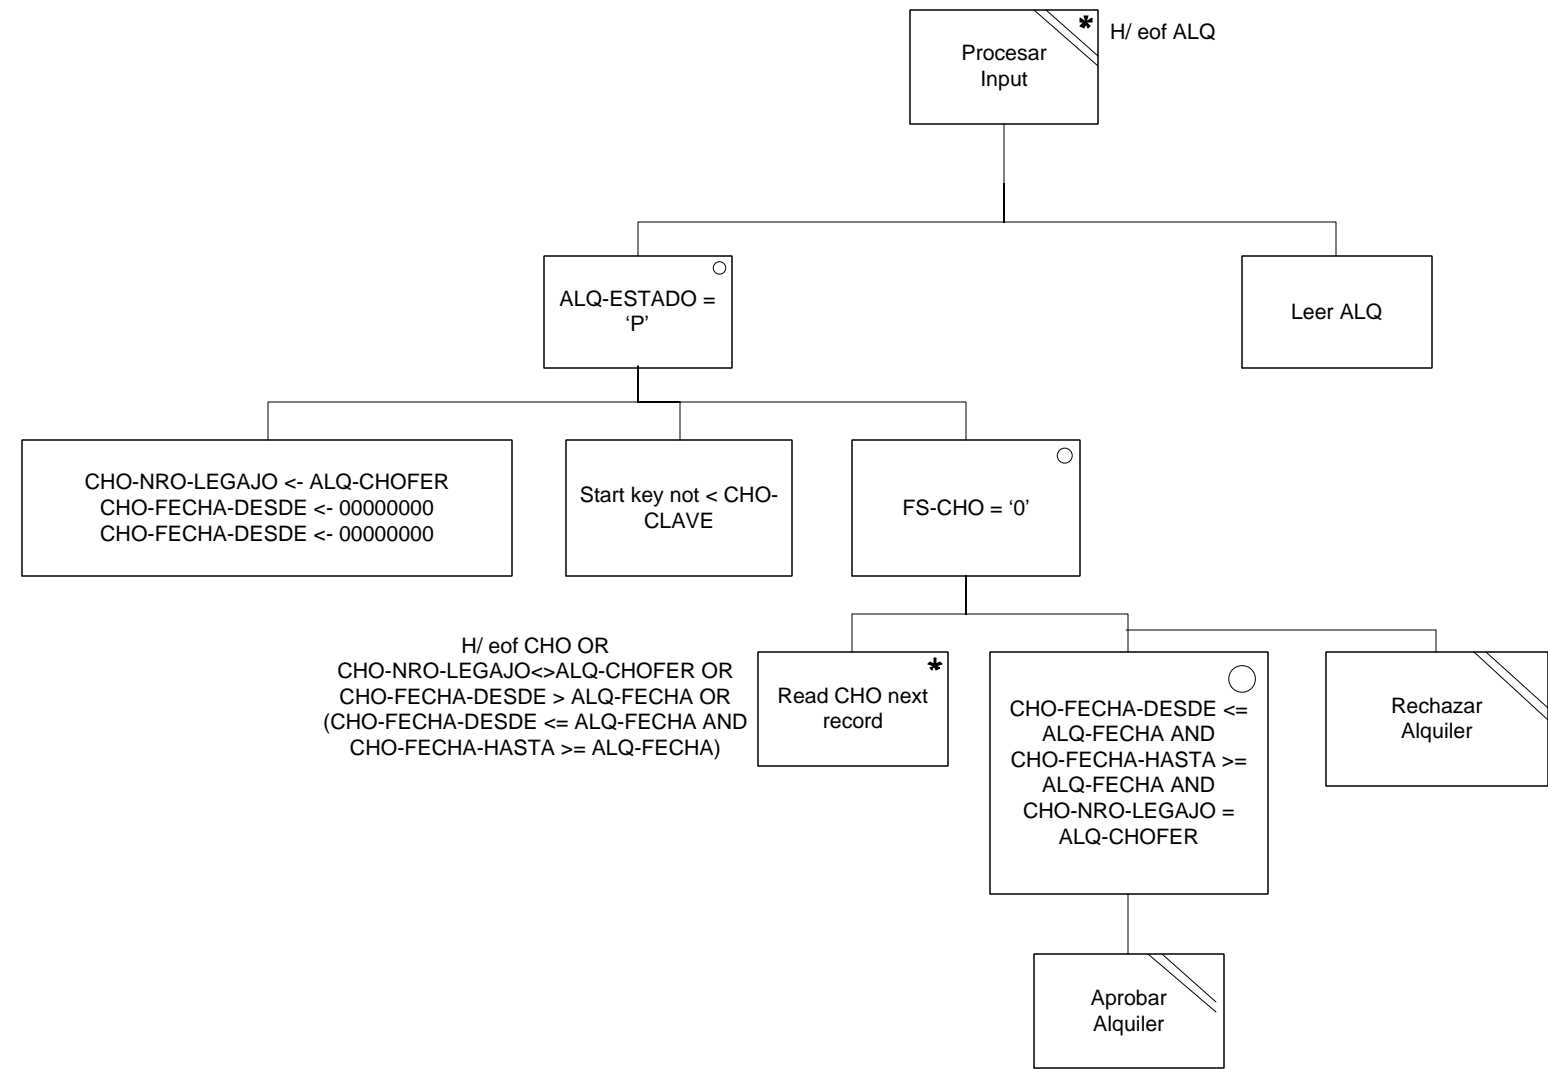 Procesar
Input
*
H/ eof ALQ
ALQ-ESTADO =
‘P’
Leer ALQ
CHO-NRO-LEGAJO <- ALQ-CHOFER
CHO-FECHA-DESDE <- 00000000
CHO-FECHA-DESDE <- 00000000
Start key not < CHO-
CLAVE
FS-CHO = ‘0’
H/ eof CHO OR
CHO-NRO-LEGAJO<>ALQ-CHOFER OR
CHO-FECHA-DESDE > ALQ-FECHA OR
(CHO-FECHA-DESDE <= ALQ-FECHA AND
CHO-FECHA-HASTA >= ALQ-FECHA)
*
Read CHO next
record
CHO-FECHA-DESDE <=
ALQ-FECHA AND
CHO-FECHA-HASTA >=
ALQ-FECHA AND
CHO-NRO-LEGAJO =
ALQ-CHOFER
Rechazar
Alquiler
Aprobar
Alquiler